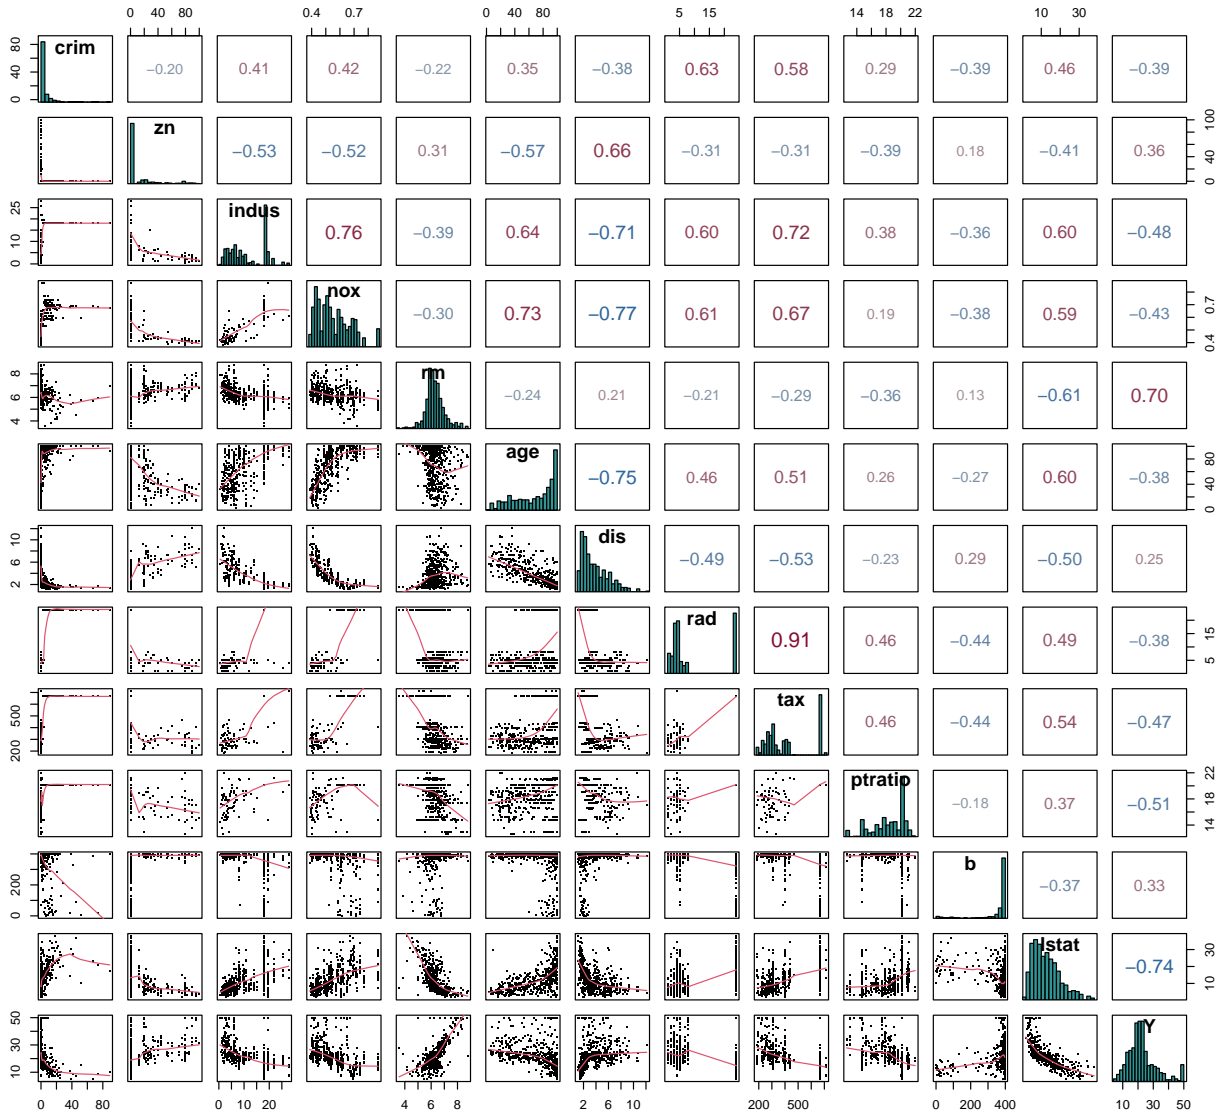 0 40 80 0.4 0.7 0 40 80 5 15 14 18 22 10 30
crim
0 40 80
−0.20 0.41 0.42 −0.22 0.35 −0.38 0.63 0.58 0.29 −0.39 0.46 −0.39
zn
−0.53 −0.52 0.31 −0.57 0.66 −0.31 −0.31 −0.39 0.18 −0.41 0.36
0 40 100
indus
0 10 25
0.76 −0.39 0.64 −0.71 0.60 0.72 0.38 −0.36 0.60 −0.48
nox
−0.30 0.73 −0.77 0.61 0.67 0.19 −0.38 0.59 −0.43
0.4 0.7
rm
4 6 8
−0.24 0.21 −0.21 −0.29 −0.36 0.13 −0.61 0.70
age
−0.75 0.46 0.51 0.26 −0.27 0.60 −0.38
0 40 80
dis
2 6 10
−0.49 −0.53 −0.23 0.29 −0.50 0.25
rad
0.91 0.46 −0.44 0.49 −0.38
5 15
tax
200 500
0.46 −0.44 0.54 −0.47
ptratio
−0.18 0.37 −0.51
14 18 22
b
0 200
−0.37 0.33
lstat
−0.74
10 30
Y
10 30 50
0 40 80 0 10 20 4 6 8 2 6 10 200 500 0 200 400 10 30 50